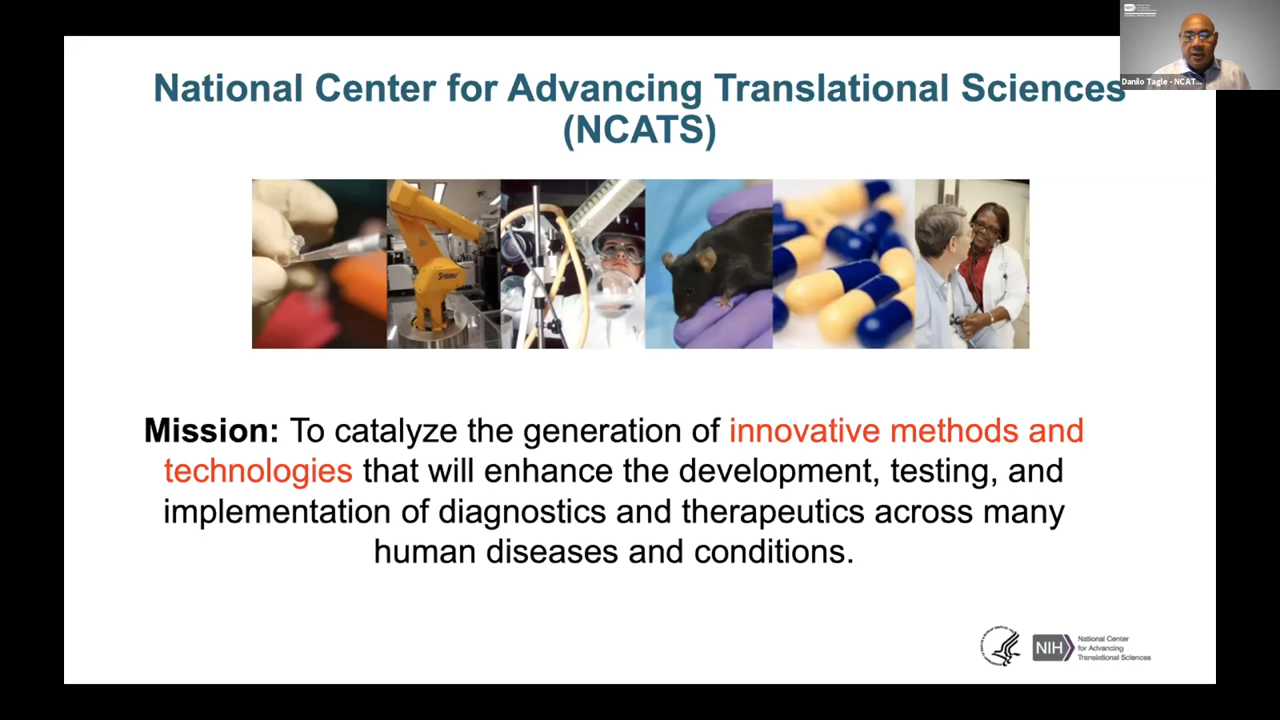 National Center for Advancing Translational Sciences
(NCATS)
Danilo Tagle - NCAT...
Mission: To catalyze the generation of innovative methods and
technologies that will enhance the development, testing, and
implementation of diagnostics and therapeutics across many
human diseases and conditions.
NIH
National Center
for Advancing
Translational Sciences